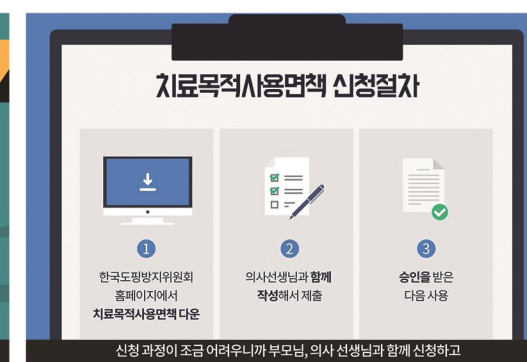 치료목적사용면책 신청절차
1
한국도핑방지위원회
홈페이지에서
치료목적사용면책 다운
2
의사선생님과 함께
작성해서 제출
3
승인을 받은
다음 사용
신청 과정이 조금 어려우니까 부모님, 의사 선생님과 함께 신청하고